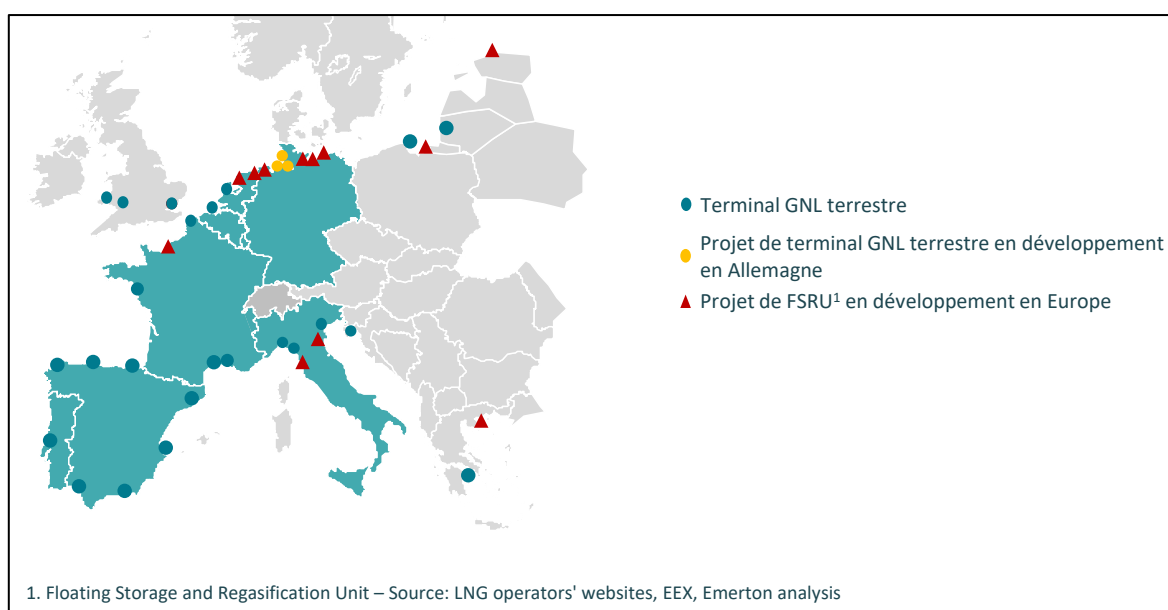 Terminal GNL terrestre
Projet de terminal GNL terrestre en développement
en Allemagne
Projet de FSRU¹ en développement en Europe
1. Floating Storage and Regasification Unit – Source: LNG operators' websites, EEX, Emerton analysis